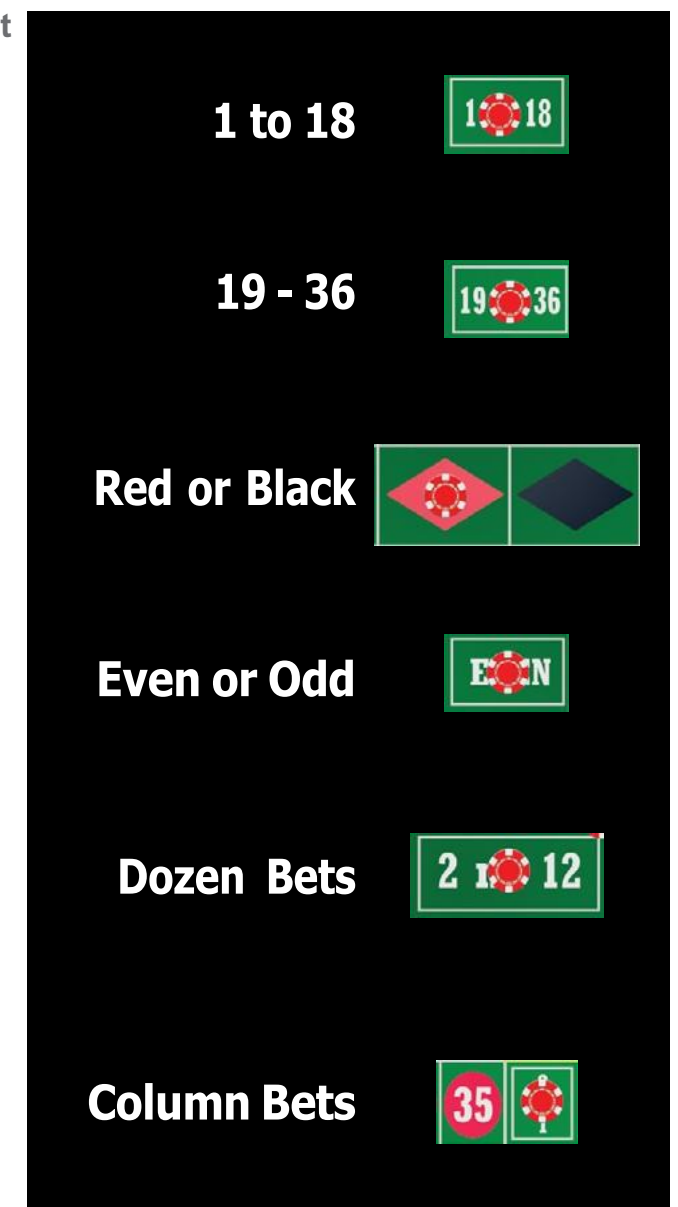 t
1 to 18
1 18
19 - 36
19 36
Red or Black
Even or Odd
E N
Dozen Bets
2 12
Column Bets
35
1